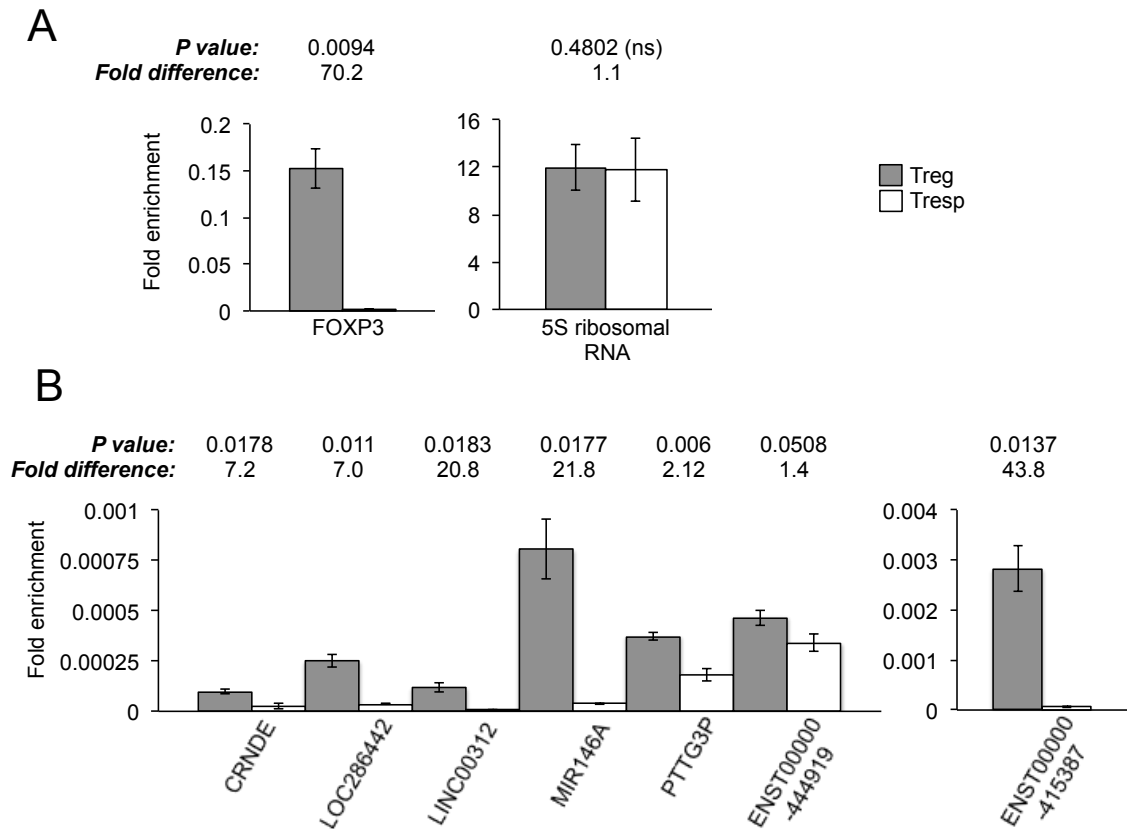 A
P value: 0.0094 0.4802 (ns)
Fold difference: 70.2 1.1
Fold enrichment
0.2
0.15
0.1
0.05
0
FOXP3
16
12
8
4
0
5S ribosomal
RNA
Treg
Tresp
B
P value: 0.0178 0.011 0.0183 0.0177 0.006 0.0508 0.0137
Fold difference: 7.2 7.0 20.8 21.8 2.12 1.4 43.8
Fold enrichment
0.001
0.00075
0.0005
0.00025
0
CRNDE
LOC286442
LINC00312
MIR146A
PTTG3P
ENST00000
-444919
0.004
0.003
0.002
0.001
0
ENST00000
-415387